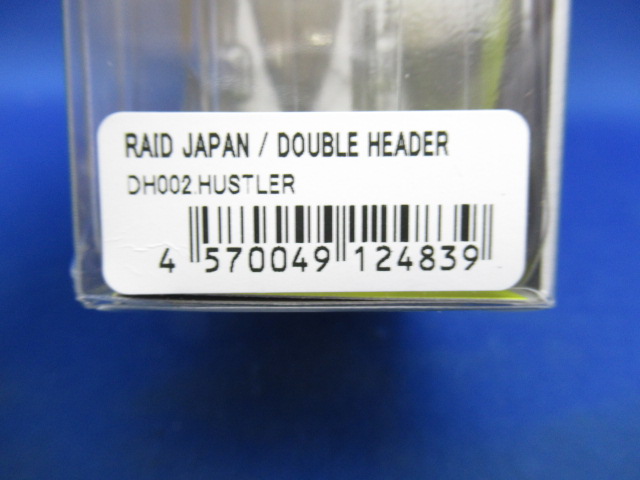 RAID JAPAN / DOUBLE HEADER
DH002.HUSTLER
4 570049 124839